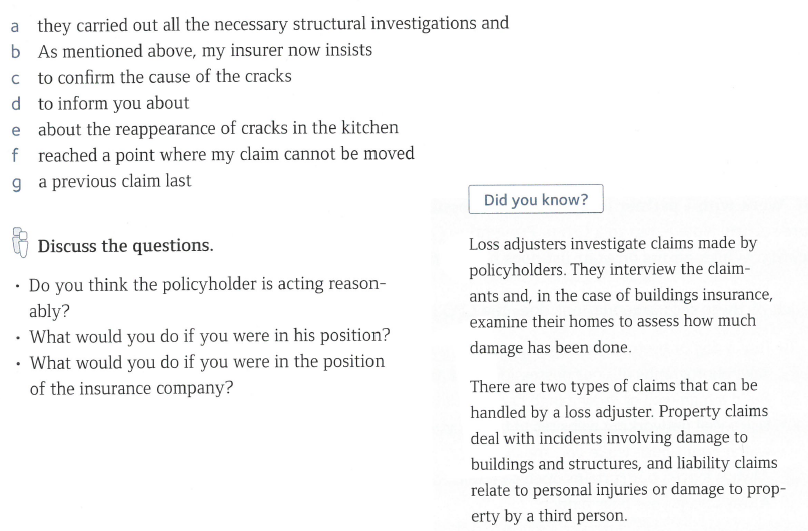 a they carried out all the necessary structural investigations and
b As mentioned above, my insurer now insists
c to confirm the cause of the cracks
d to inform you about
e about the reappearance of cracks in the kitchen
f reached a point where my claim cannot be moved
g a previous claim last
Discuss the questions.
• Do you think the policyholder is acting reason-
ably?
• What would you do if you were in his position?
• What would you do if you were in the position
of the insurance company?
Did you know?
Loss adjusters investigate claims made by
policyholders. They interview the claim-
ants and, in the case of buildings insurance,
examine their homes to assess how much
damage has been done.
There are two types of claims that can be
handled by a loss adjuster. Property claims
deal with incidents involving damage to
buildings and structures, and liability claims
relate to personal injuries or damage to prop-
erty by a third person.